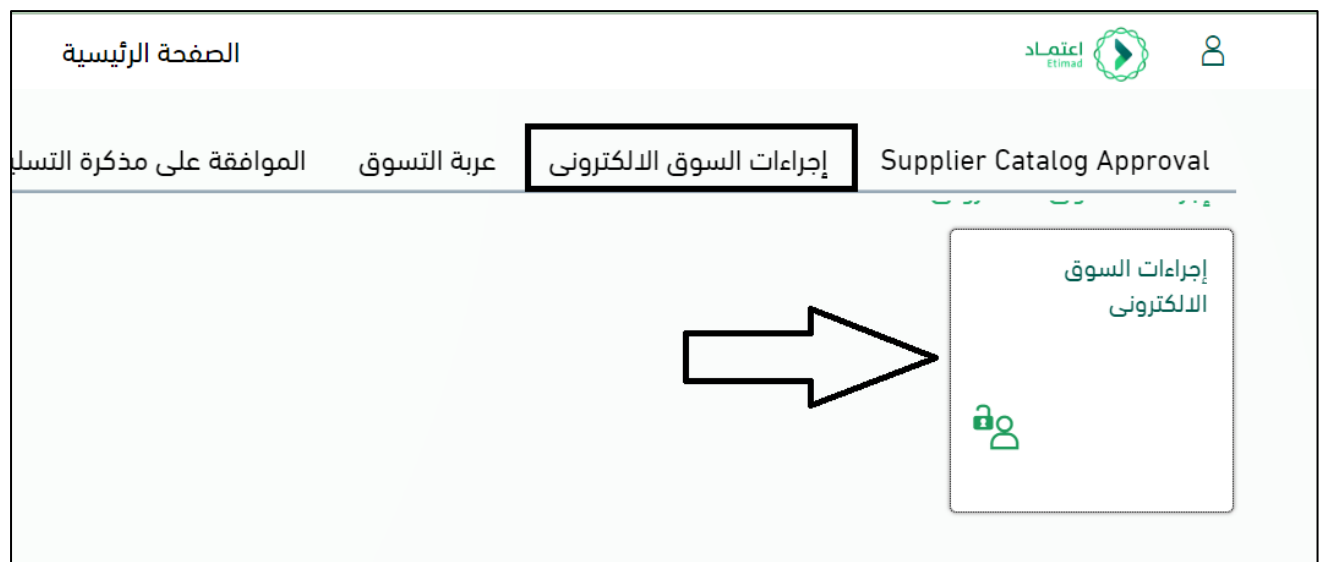 اعتماد
Etimad
الصفحة الرئيسية
Supplier Catalog Approval
إجراءات السوق الالكترونى
عربة التسوق
الموافقة على مذكرة
إجراءات السوق
الالكترونى